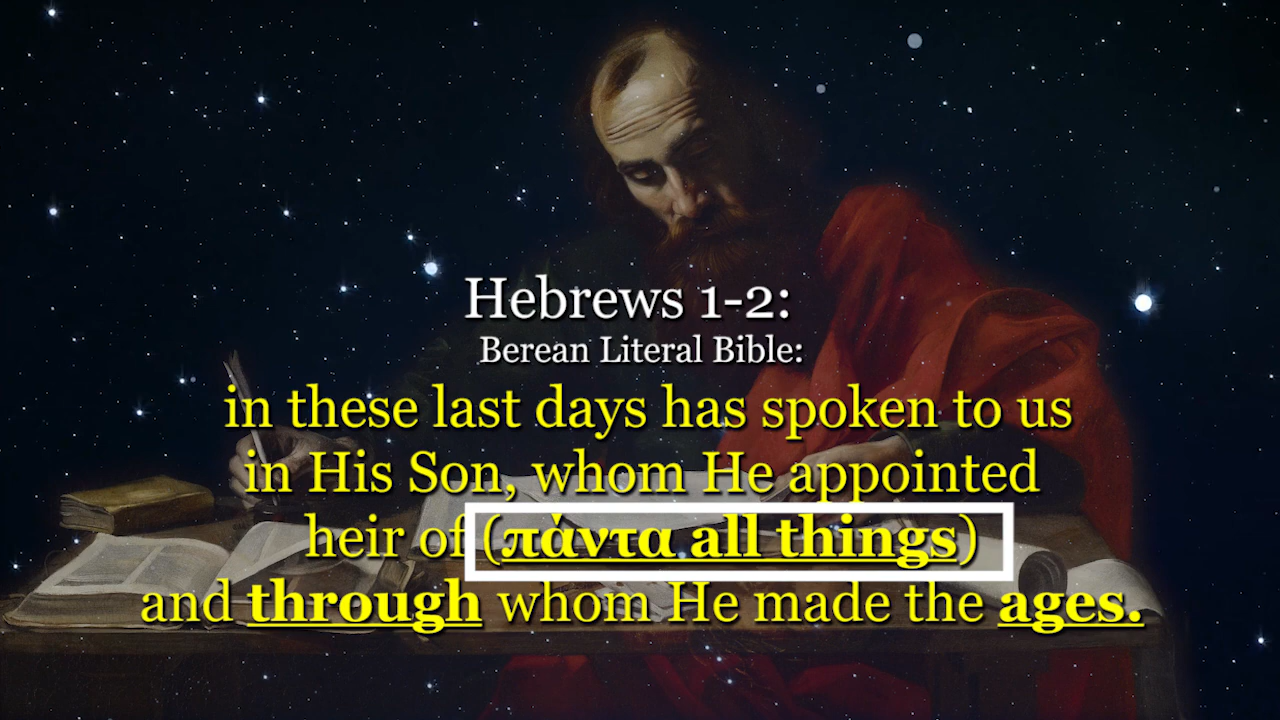 Hebrews 1-2:
Berean Literal Bible:
in these last days has spoken to us
in His Son, whom He appointed
heir of (πάντα all things)
and through whom He made the ages.